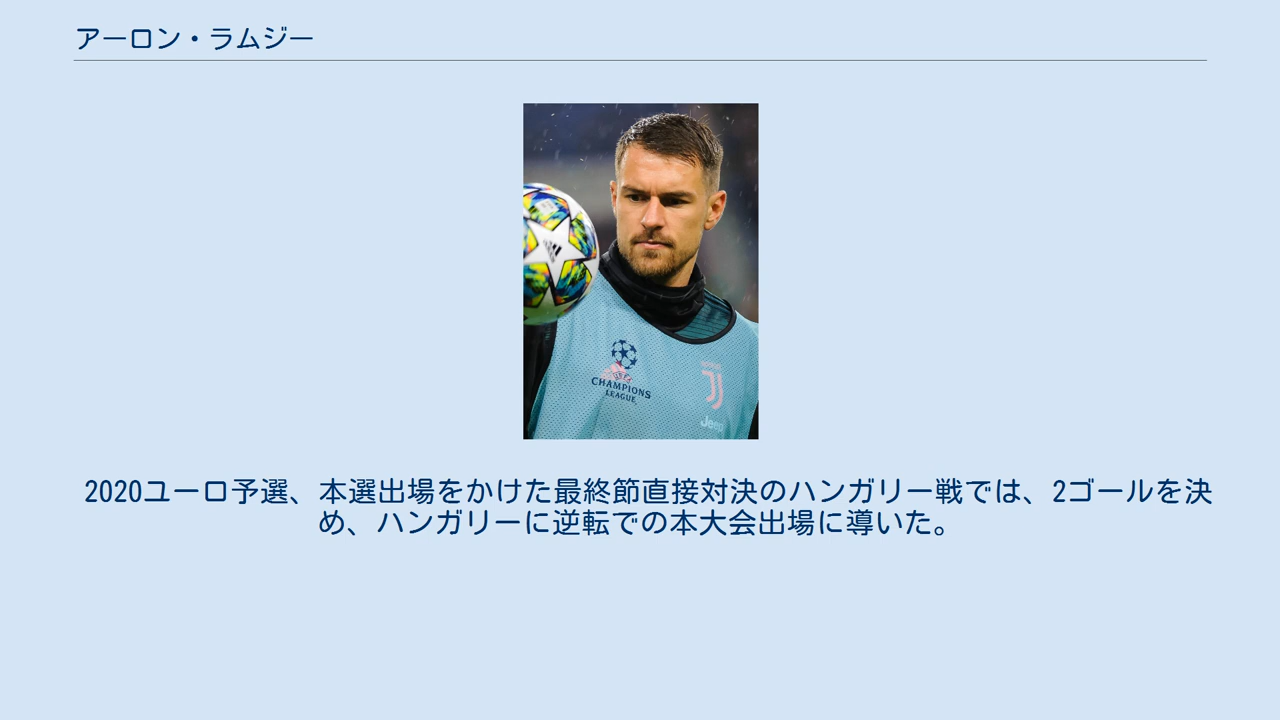 アーロン・ラムジー
CHAMPIONS
LEAGUE
Jeep
2020ユーロ予選、本選出場をかけた最終節直接対決のハンガリー戦では、2ゴールを決
め、ハンガリーに逆転での本大会出場に導いた。